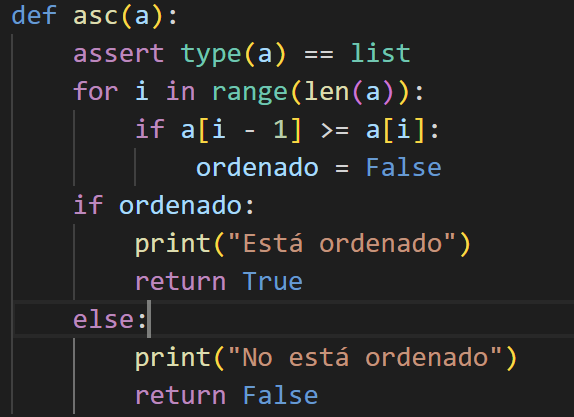 def asc(a):
    assert type(a) == list
    for i in range(len(a)):
        if a[i - 1] >= a[i]:
            ordenado = False
    if ordenado:
        print("Está ordenado")
        return True
    else:
        print("No está ordenado")
        return False